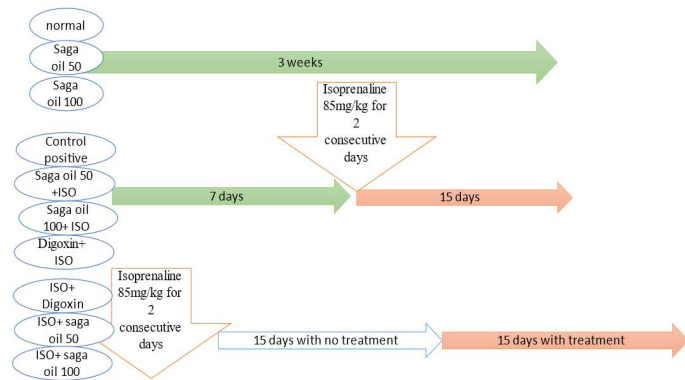 normal
Saga
oil 50
Saga
oil 100
3 weeks
Isoprenaline
85mg/kg for
2
consecutive
days
Control
positive
Saga oil 50
+ISO
Saga oil
100+ ISO
Digoxin+
ISO
7 days
15 days
ISO+
Digoxin
ISO+ saga
oil 50
ISO+ saga
oil 100
Isoprenaline
85mg/kg for
2
consecutive
days
15 days with no treatment
15 days with treatment